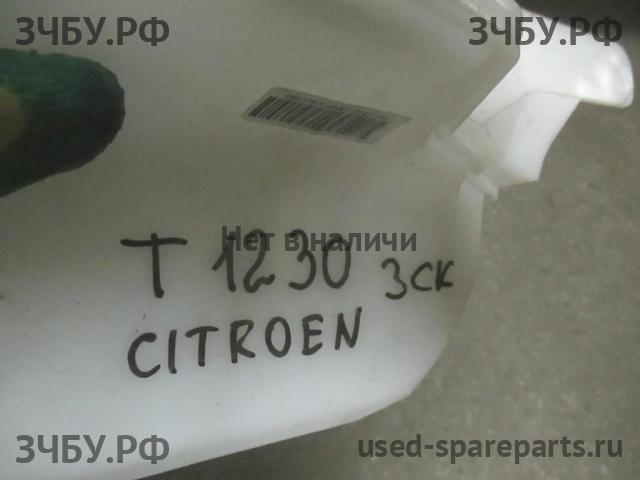 ЗЧБУ.РФ ЗЧБУ.РФ
Нет в наличи
T 1230 ЗСК
CITROEN
ЗЧБУ.РФ used-spareparts.ru